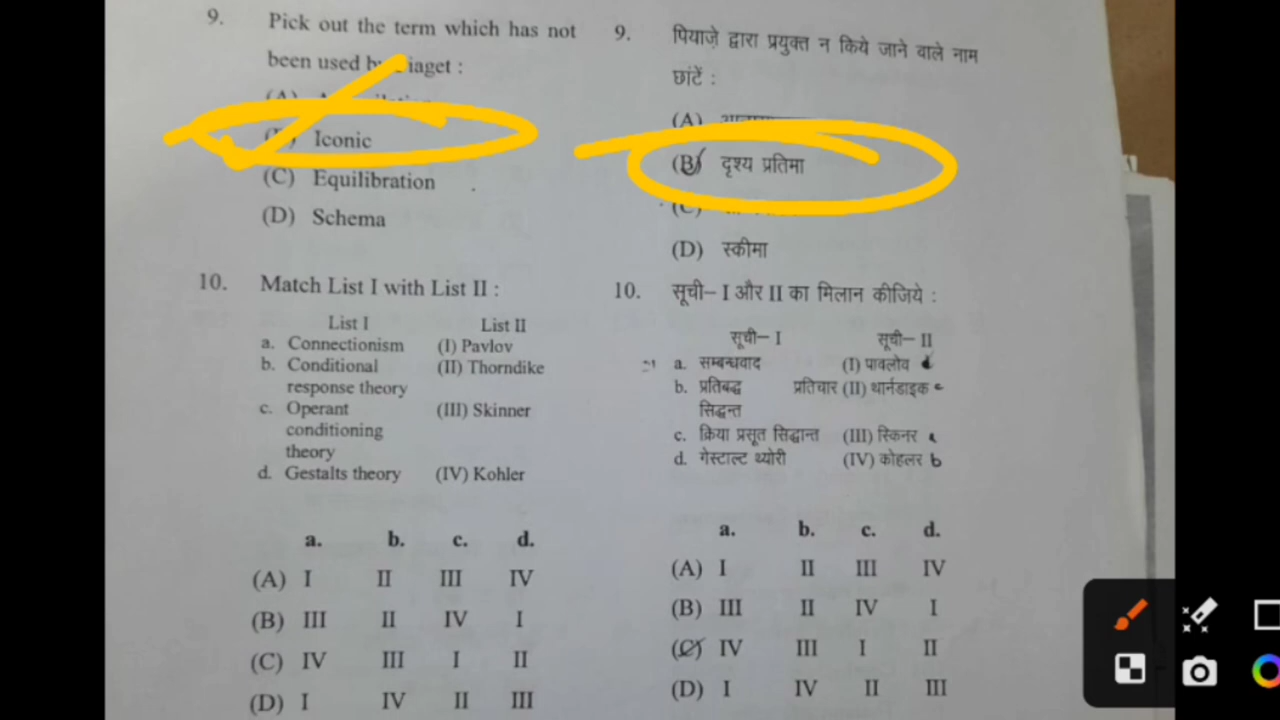 9. Pick out the term which has not
been used iaget :
Iconic
(C) Equilibration
(D) Schema
10. Match List I with List II :
List I List II
a. Connectionism (I) Pavlov
b. Conditional (II) Thorndike
response theory
c. Operant (III) Skinner
conditioning
theory
d. Gestalts theory (IV) Kohler
a. b. c. d.
(A) I II III IV
(B) III II IV I
(C) IV III I II
(D) I IV II III
9. पियाज़े द्वारा प्रयुक्त न किये जाने वाले नाम
छांटें :
(A)
(B) दृश्य प्रतिमा
(C)
(D) स्कीमा
10. सूची– I और II का मिलान कीजिये :
सूची– I सूची– II
a. सम्बन्धवाद (I) पावलोव
b. प्रतिबद्ध प्रतिचार (II) थार्नडाइक c
सिद्धन्त
c. क्रिया प्रसूत सिद्धान्त (III) स्किनर a
d. गेस्टाल्ट थ्योरी (IV) कोहलर b
a. b. c. d.
(A) I II III IV
(B) III II IV I
(C) IV III I II
(D) I IV II III